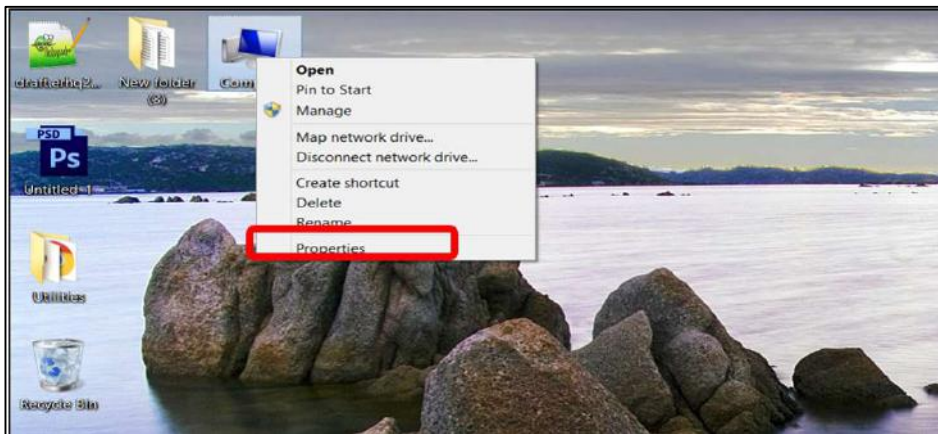 drafterhq2...
New folder
(3)
Com
Open
Pin to Start
Manage
Map network drive...
Disconnect network drive...
Create shortcut
Delete
Rename
Properties
PSD
Ps
Untitled-1
Utilities
Recycle Bin